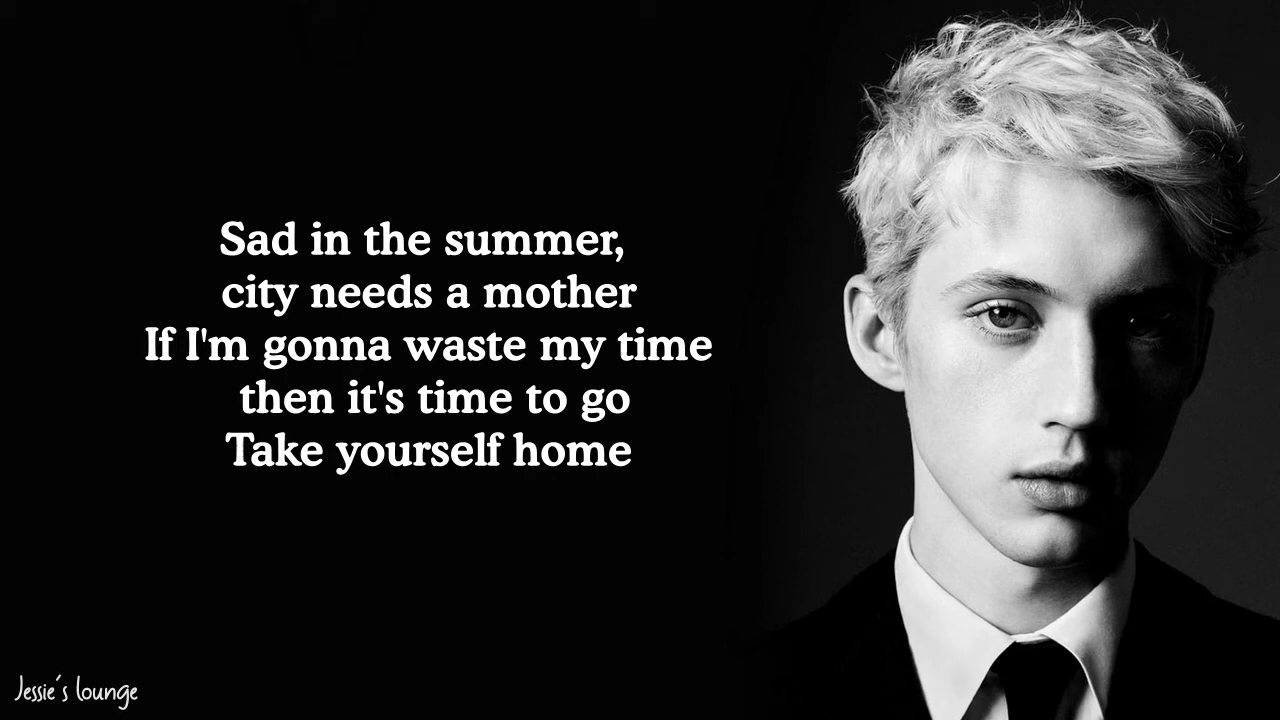 Sad in the summer,
city needs a mother
If I'm gonna waste my time
then it's time to go
Take yourself home
Jessie´s lounge